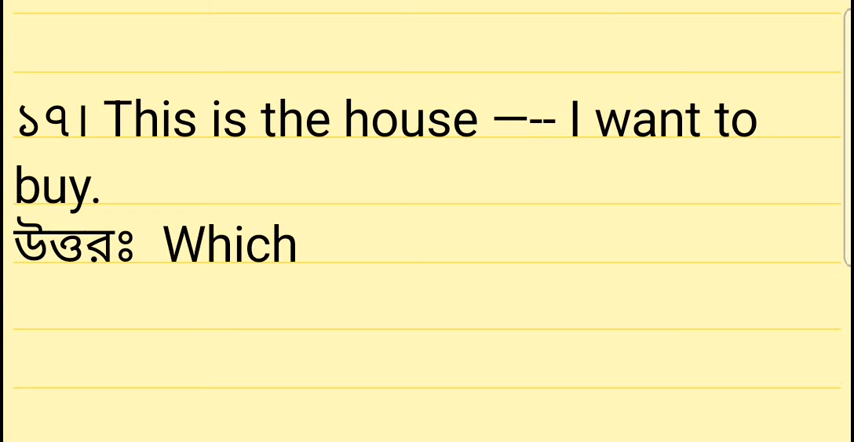 ১৭। This is the house —-- I want to
buy.
উত্তরঃ Which